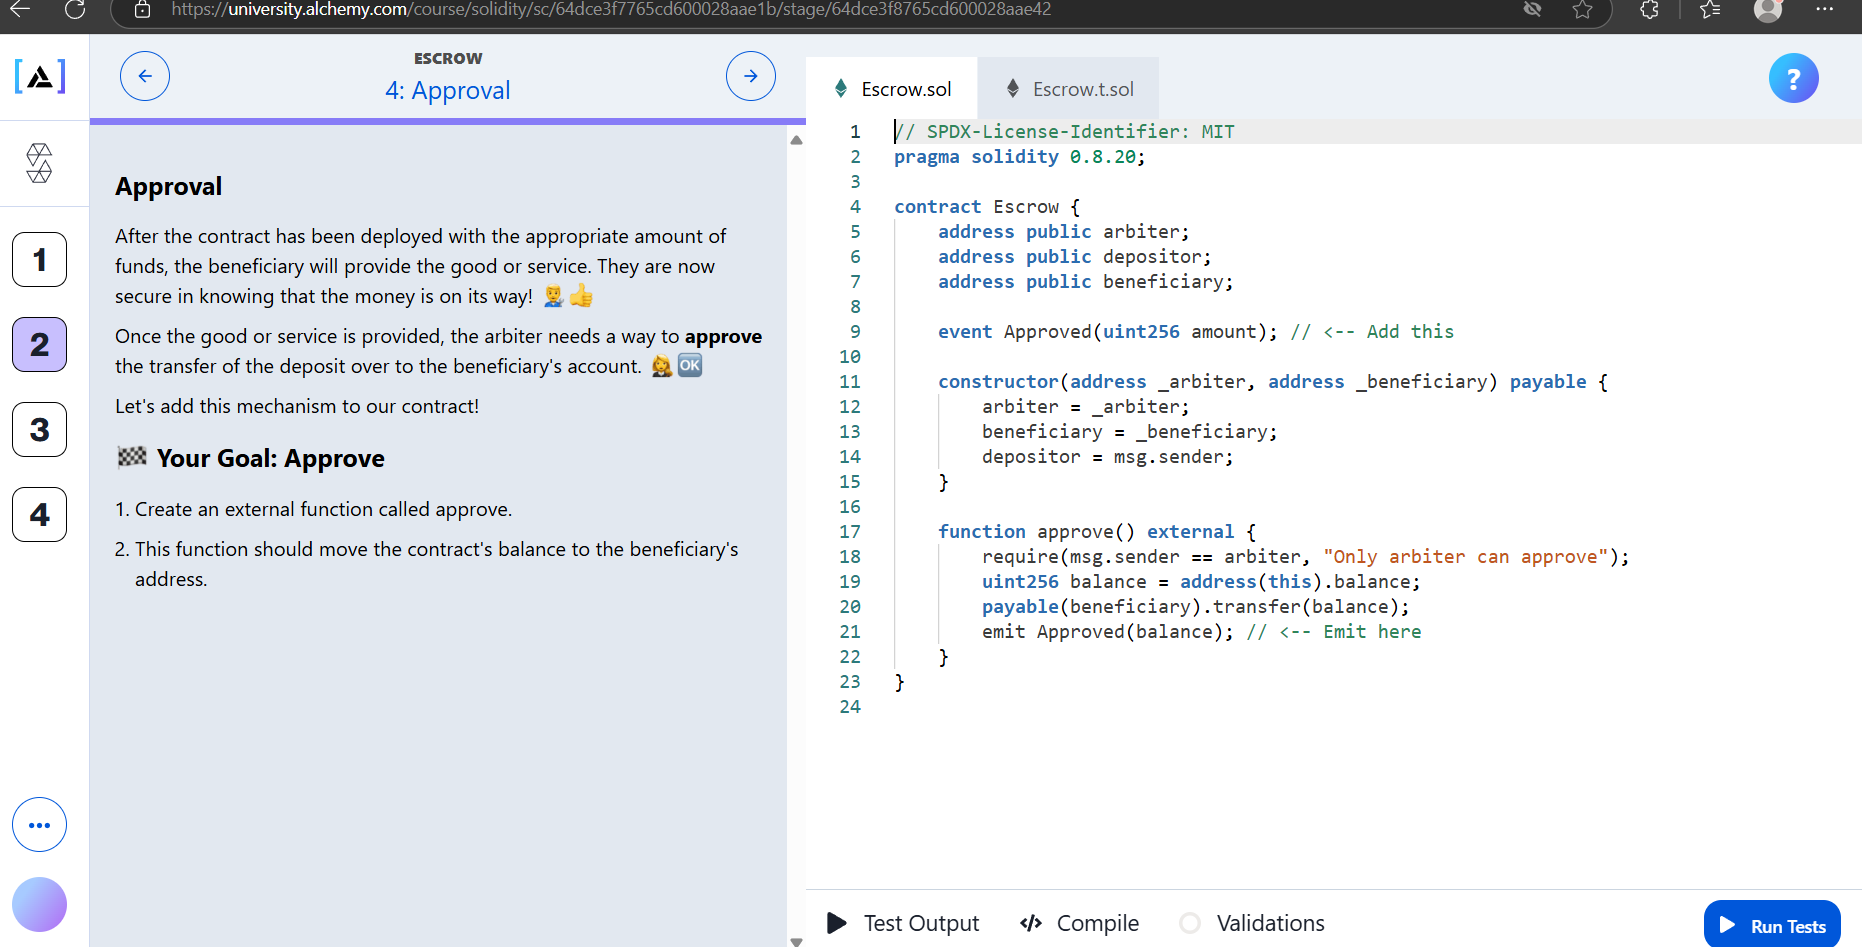 https://university.alchemy.com/course/solidity/sc/64dce3f7765cd600028aae1b/stage/64dce3f8765cd600028aae42
ESCROW
4: Approval
1
2
3
4
Approval
After the contract has been deployed with the appropriate amount of
funds, the beneficiary will provide the good or service. They are now
secure in knowing that the money is on its way! 👨‍🔧👍
Once the good or service is provided, the arbiter needs a way to approve
the transfer of the deposit over to the beneficiary's account. 👩‍⚖️🆗
Let's add this mechanism to our contract!
🏁 Your Goal: Approve
1. Create an external function called approve.
2. This function should move the contract's balance to the beneficiary's
address.
Escrow.sol
Escrow.t.sol
?
1 // SPDX-License-Identifier: MIT
2 pragma solidity 0.8.20;
3
4 contract Escrow {
5     address public arbiter;
6     address public depositor;
7     address public beneficiary;
8
9     event Approved(uint256 amount); // <-- Add this
10
11     constructor(address _arbiter, address _beneficiary) payable {
12         arbiter = _arbiter;
13         beneficiary = _beneficiary;
14         depositor = msg.sender;
15     }
16
17     function approve() external {
18         require(msg.sender == arbiter, "Only arbiter can approve");
19         uint256 balance = address(this).balance;
20         payable(beneficiary).transfer(balance);
21         emit Approved(balance); // <-- Emit here
22     }
23 }
24
Test Output
</> Compile
Validations
Run Tests